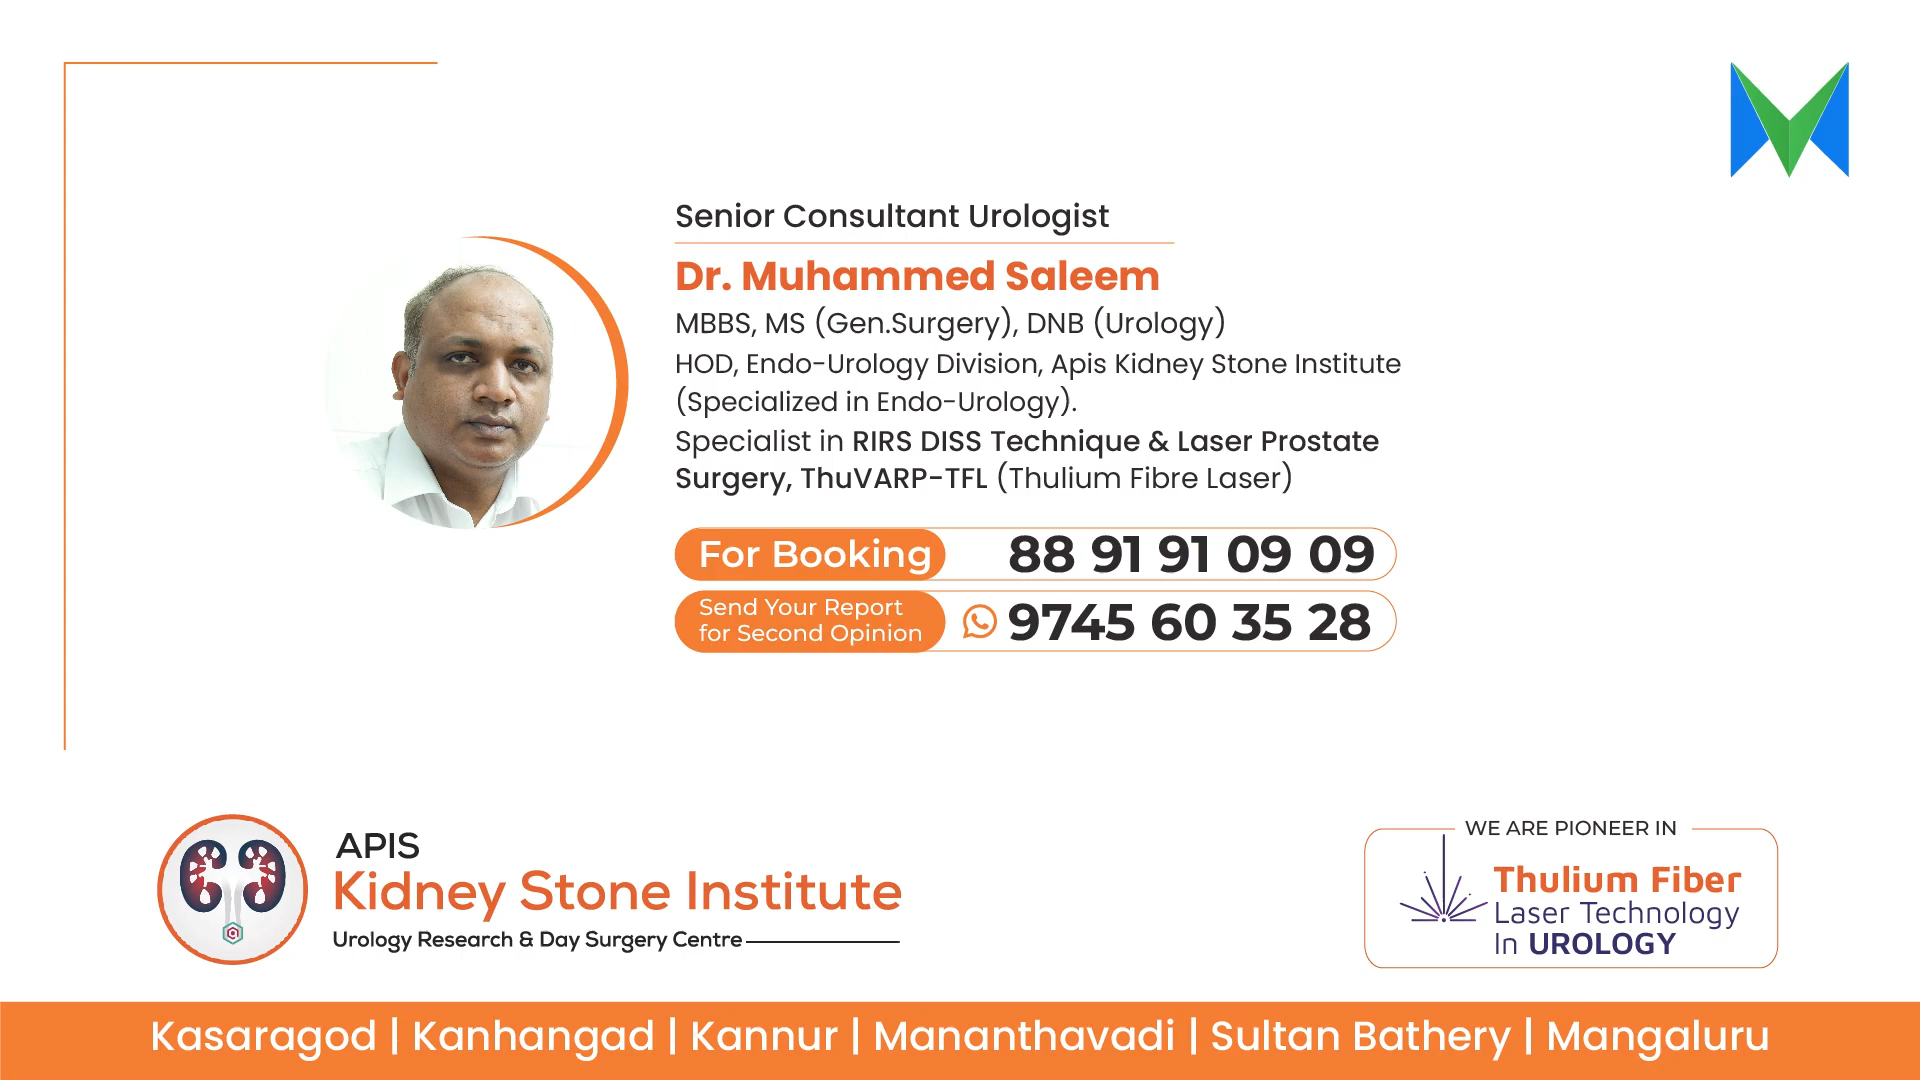 Senior Consultant Urologist
Dr. Muhammed Saleem
MBBS, MS (Gen.Surgery), DNB (Urology)
HOD, Endo-Urology Division, Apis Kidney Stone Institute
(Specialized in Endo-Urology).
Specialist in RIRS DISS Technique & Laser Prostate
Surgery, ThuVARP-TFL (Thulium Fibre Laser)
For Booking 88 91 91 09 09
Send Your Report
for Second Opinion 9745 60 35 28
APIS
Kidney Stone Institute
Urology Research & Day Surgery Centre
WE ARE PIONEER IN
Thulium Fiber
Laser Technology
In UROLOGY
Kasaragod | Kanhangad | Kannur | Mananthavadi | Sultan Bathery | Mangaluru